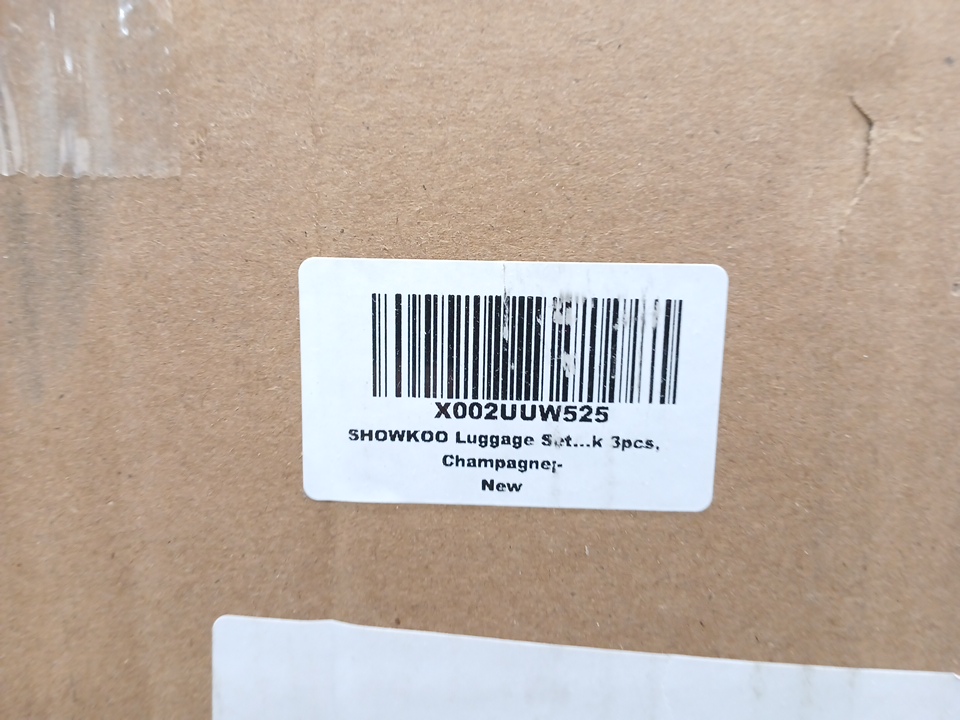 X002UUW525
SHOWKOO Luggage Set...k 3pcs,
Champagne;-
New